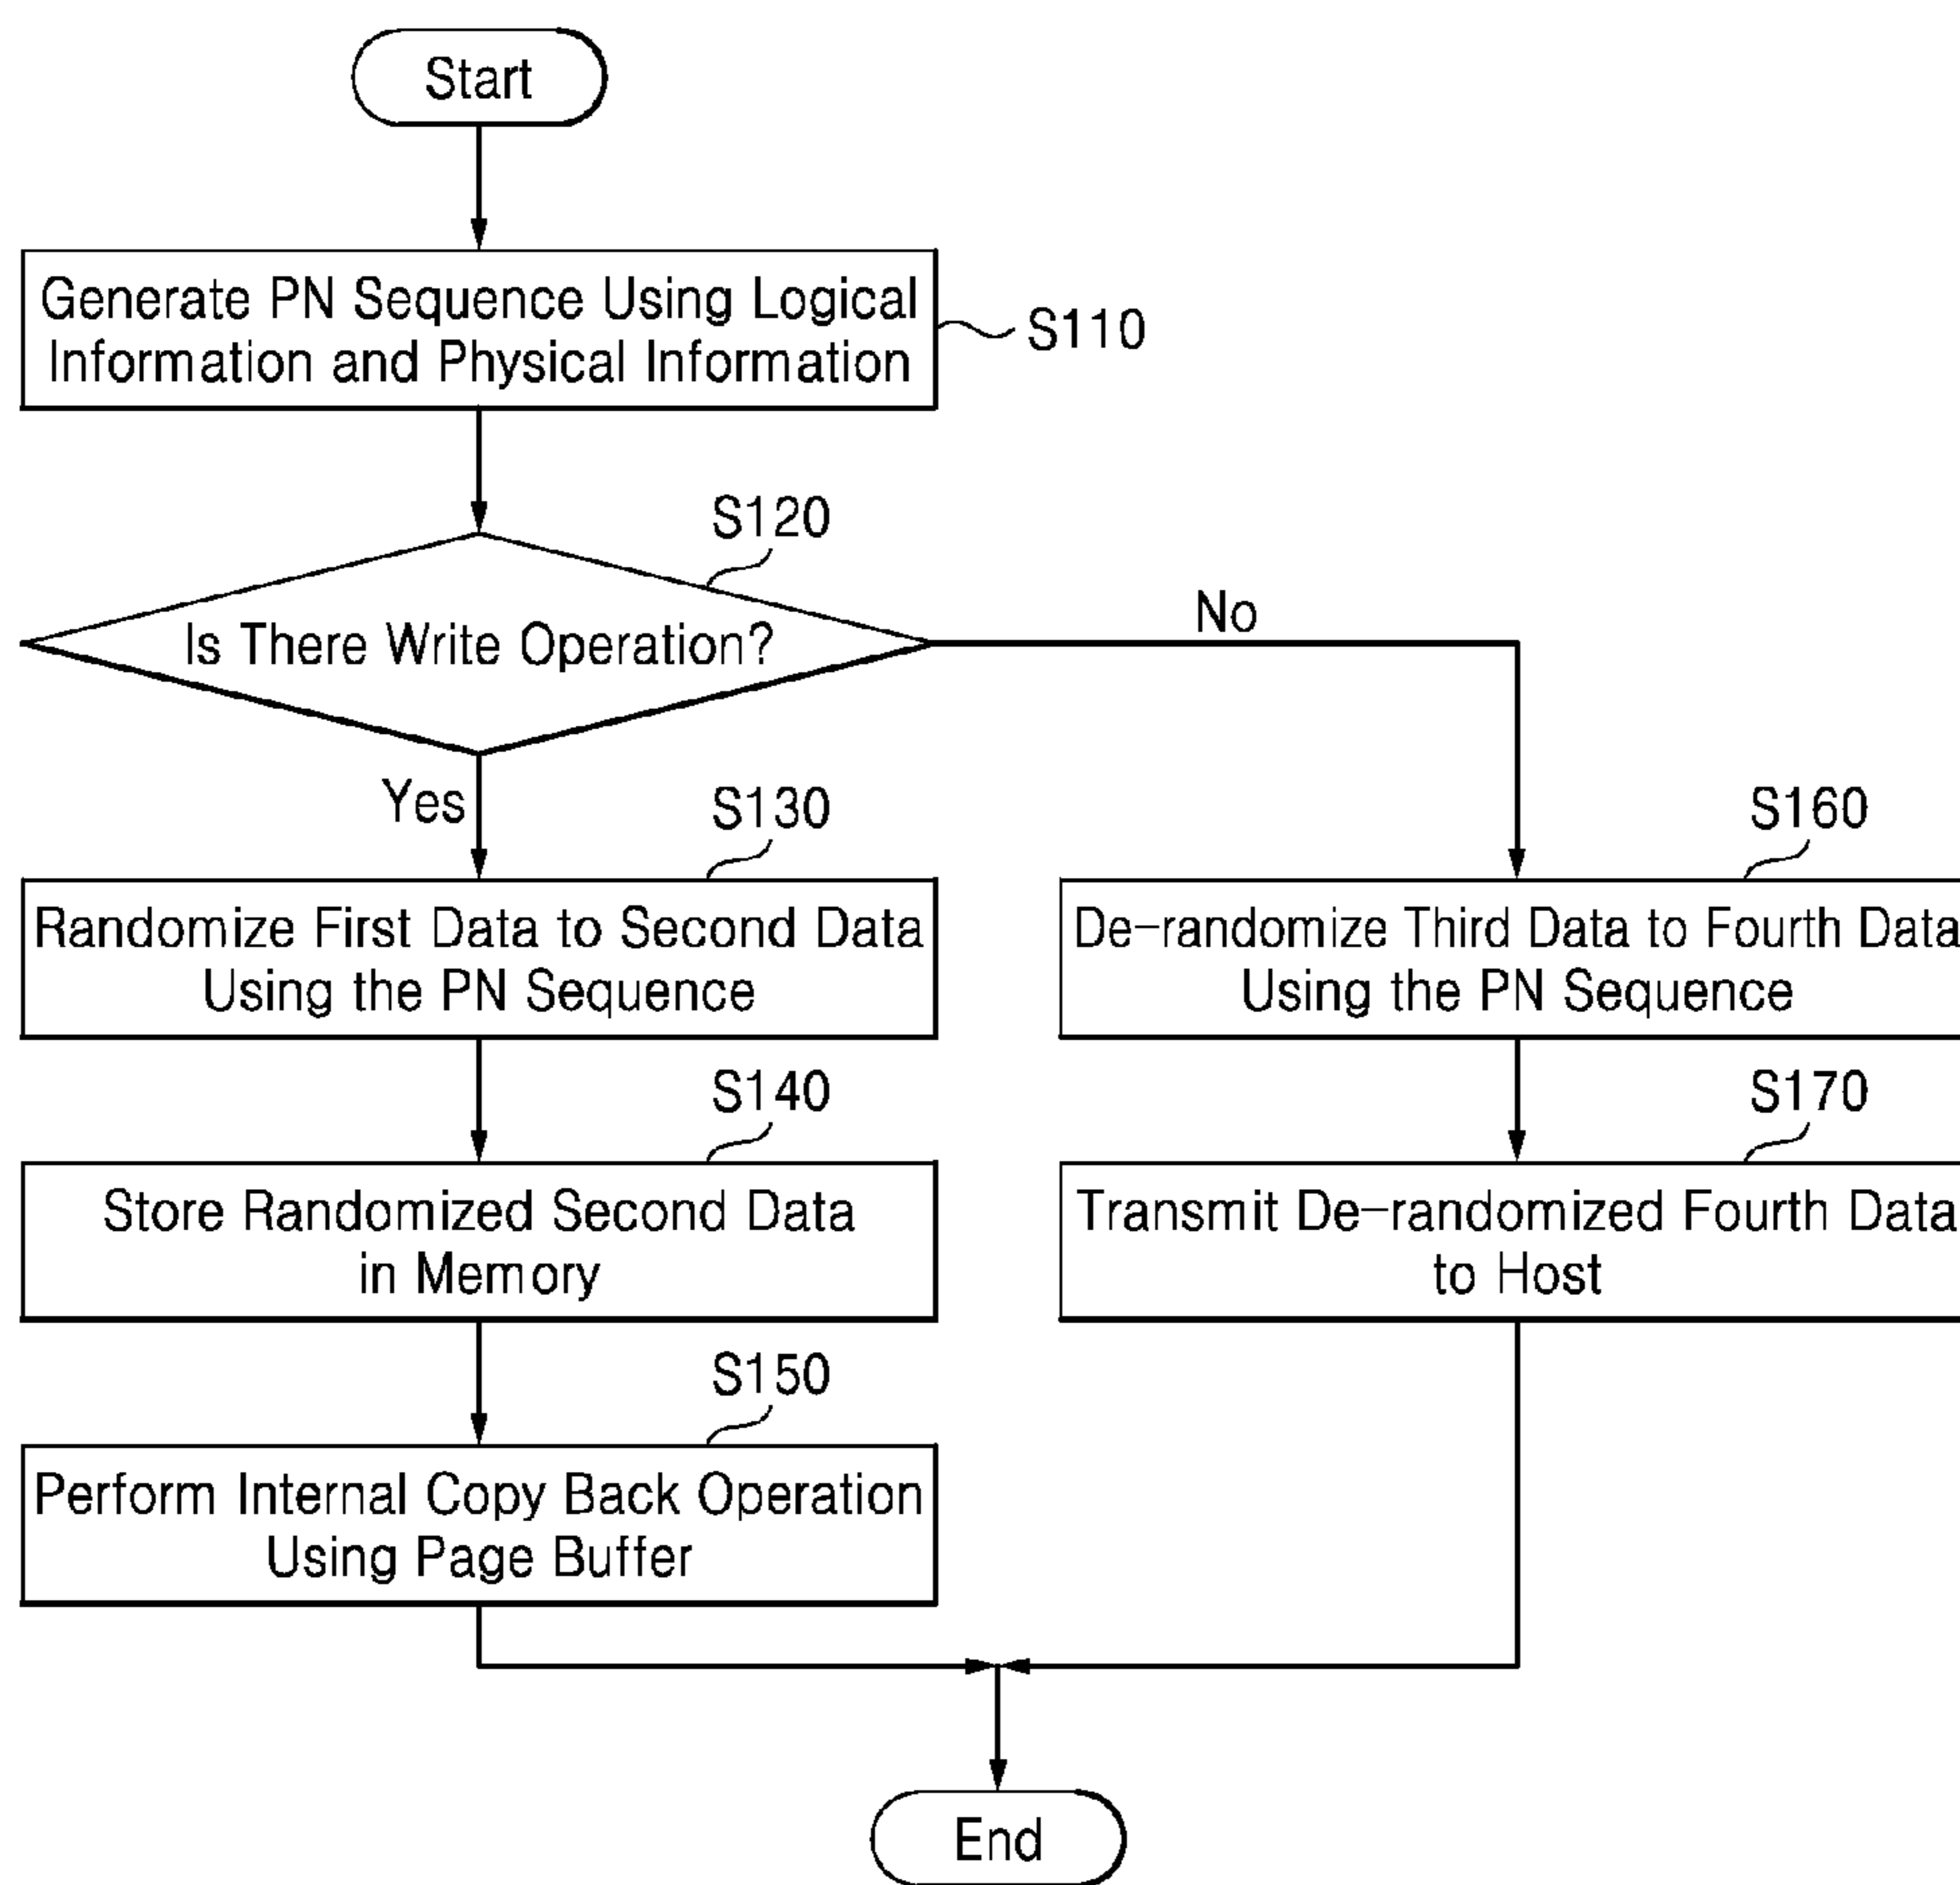 Start
Generate PN Sequence Using Logical
Information and Physical Information
S110
S120
Is There Write Operation?
No
Yes
S130
Randomize First Data to Second Data
Using the PN Sequence
S160
De-randomize Third Data to Fourth Data
Using the PN Sequence
S140
Store Randomized Second Data
in Memory
S170
Transmit De-randomized Fourth Data
to Host
S150
Perform Internal Copy Back Operation
Using Page Buffer
End